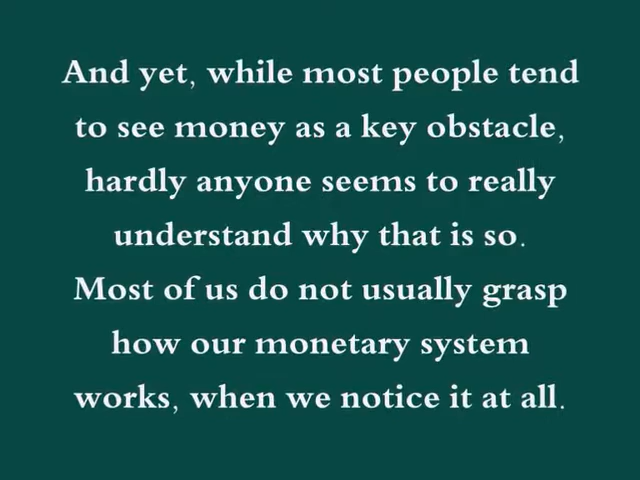 And yet, while most people tend
to see money as a key obstacle,
hardly anyone seems to really
understand why that is so.
Most of us do not usually grasp
how our monetary system
works, when we notice it at all.